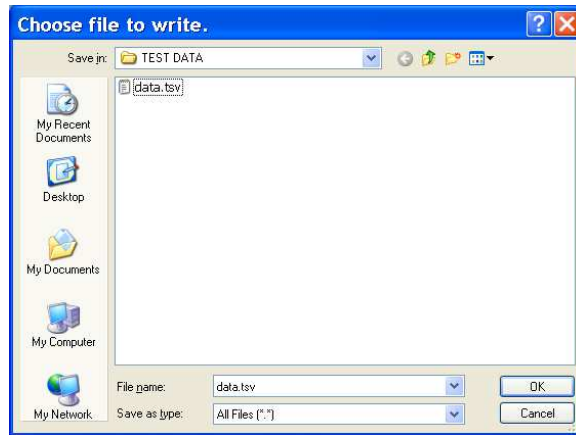 Choose file to write.
Save in: TEST DATA
data.tsv
My Recent
Documents
Desktop
My Documents
My Computer
My Network
File name: data.tsv OK
Save as type: All Files (*.*) Cancel